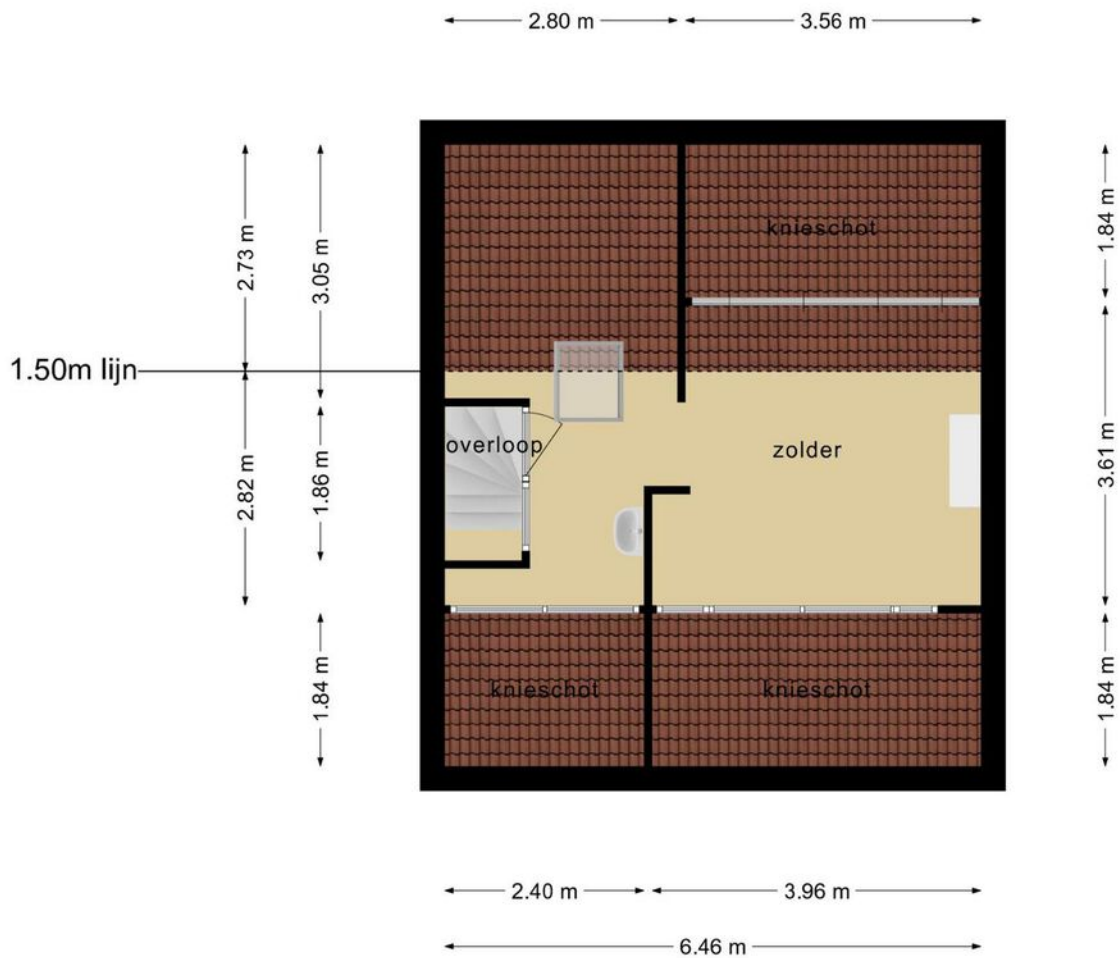 2.80 m
3.56 m
2.73 m
3.05 m
1.84 m
knieschot
1.50m lijn
overloop
zolder
2.82 m
1.86 m
3.61 m
1.84 m
knieschot
knieschot
1.84 m
2.40 m
3.96 m
6.46 m